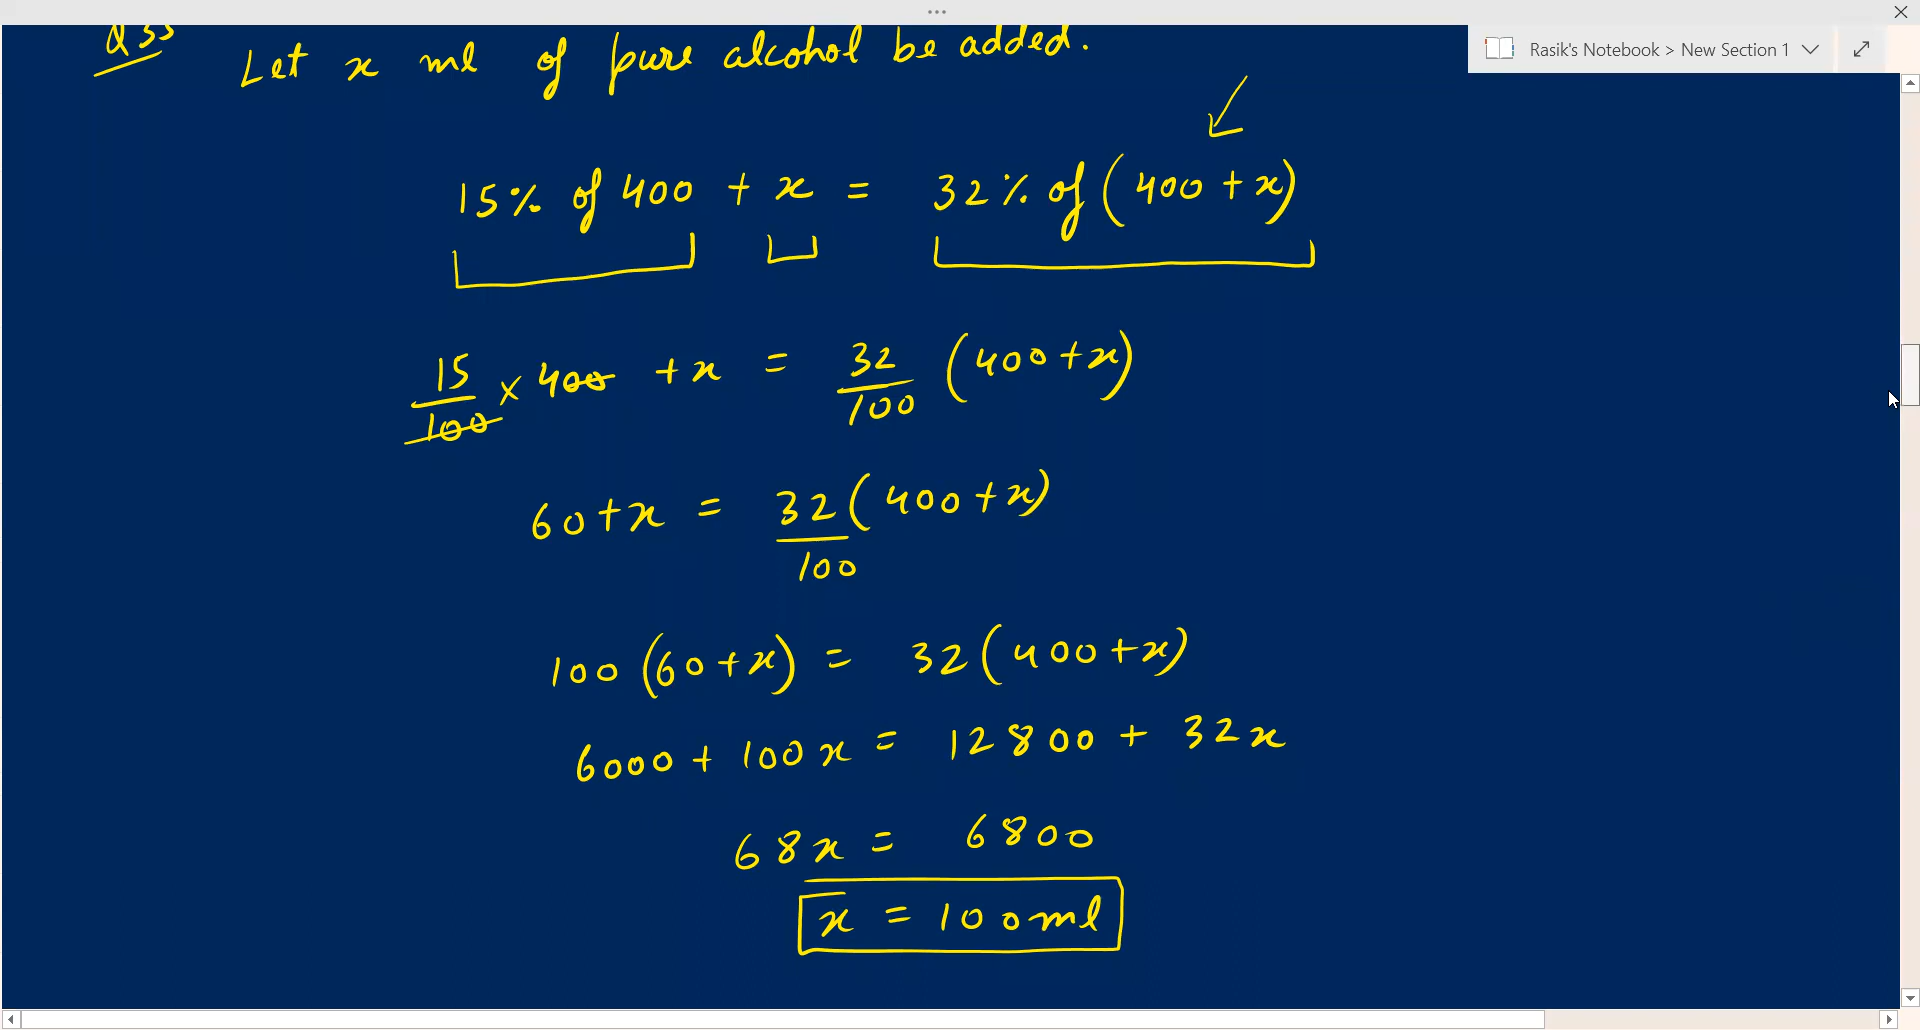 Q33
Let x ml of pure alcohol be added.
Rasik's Notebook > New Section 1
15% of 400 + x = 32% of (400 + x)
15/100 × 400 + x = 32/100 (400 + x)
60 + x = 32/100 (400 + x)
100 (60 + x) = 32 (400 + x)
6000 + 100x = 12800 + 32x
68x = 6800
x = 100 ml